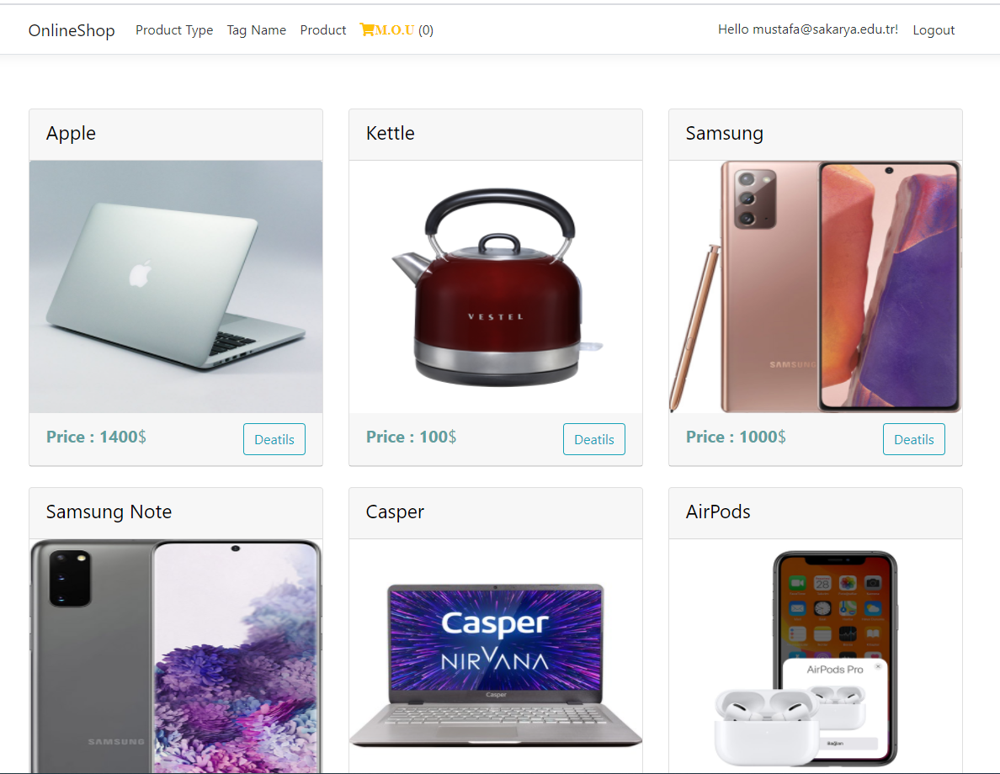 OnlineShop Product Type Tag Name Product M.O.U (0) Hello mustafa@sakarya.edu.tr! Logout
Apple Kettle Samsung
VESTEL
SAMSUNG
Price : 1400$ Deatils Price : 100$ Deatils Price : 1000$ Deatils
Samsung Note Casper AirPods
Casper
NIRVANA
AirPods Pro
Casper
SAMSUNG
Bağlan